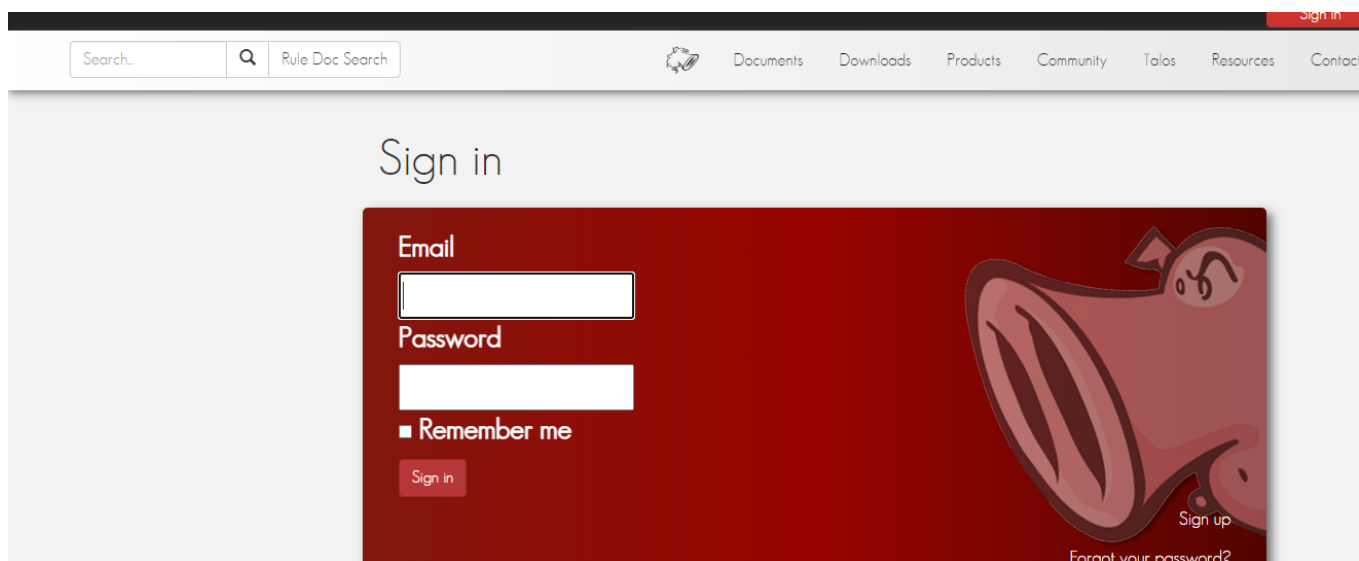 Sign in
Search... Rule Doc Search Documents Downloads Products Community Talos Resources Contact
Sign in
Email
Password
Remember me
Sign in
Sign up
Forgot your password?